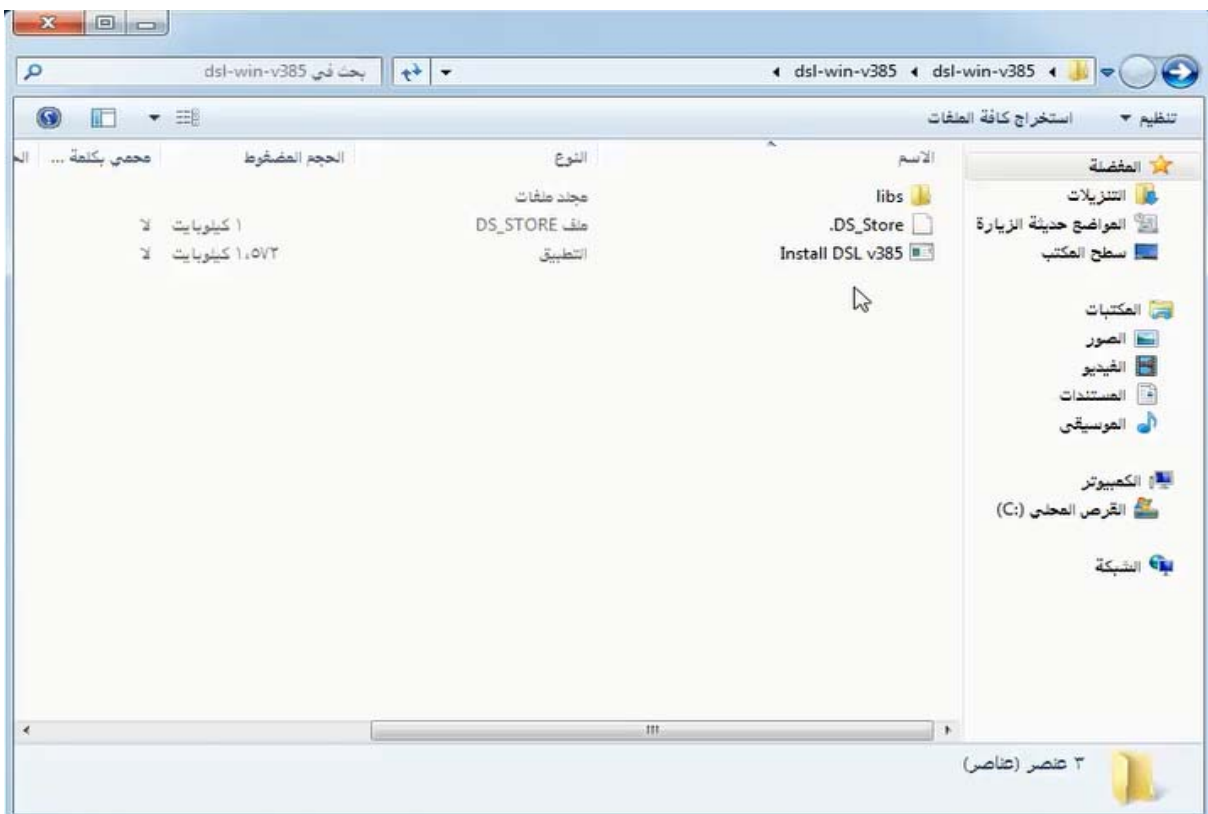 dsl-win-v385 ◄ dsl-win-v385 ◄
بحث في dsl-win-v385
تنظيم ▼ استخراج كافة الملفات
الاسم النوع الحجم المضغوط محمي بكلمة ...
libs مجلد ملفات
.DS_Store ملف DS_STORE ١ كيلوبايت لا
Install DSL v385 التطبيق ١،٥٧٣ كيلوبايت لا
المفضلة
التنزيلات
المواضع حديثة الزيارة
سطح المكتب
المكتبات
الصور
الفيديو
المستندات
الموسيقى
الكمبيوتر
القرص المحلي (C:)
الشبكة
٣ عنصر (عناصر)